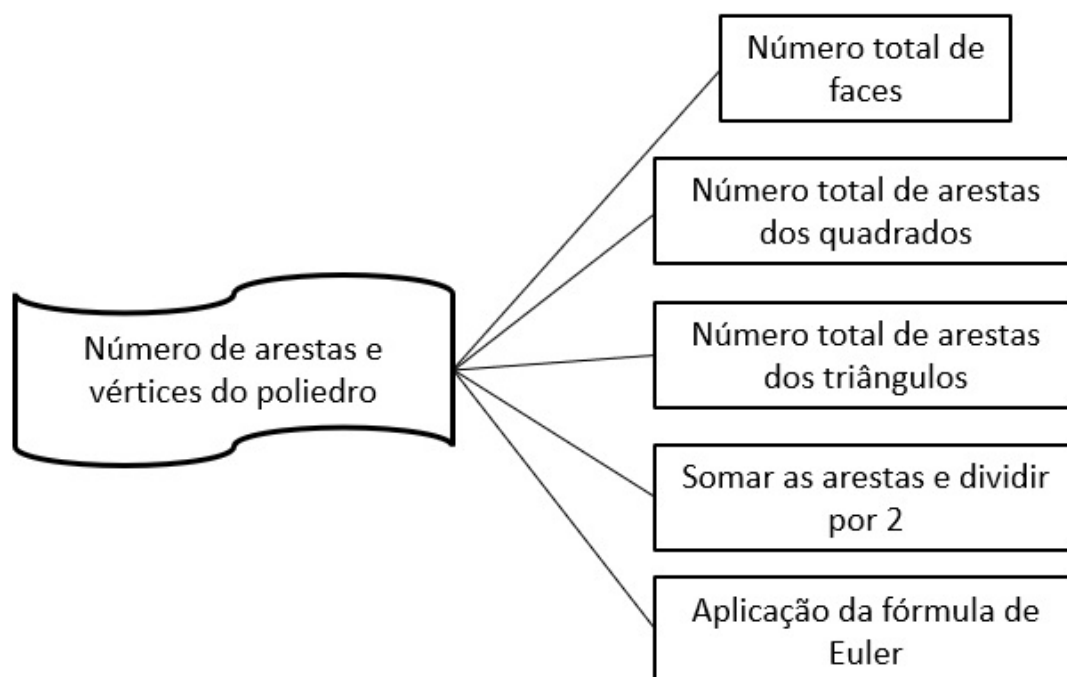 Número total de
faces
Número total de arestas
dos quadrados
Número de arestas e
vértices do poliedro
Número total de arestas
dos triângulos
Somar as arestas e dividir
por 2
Aplicação da fórmula de
Euler